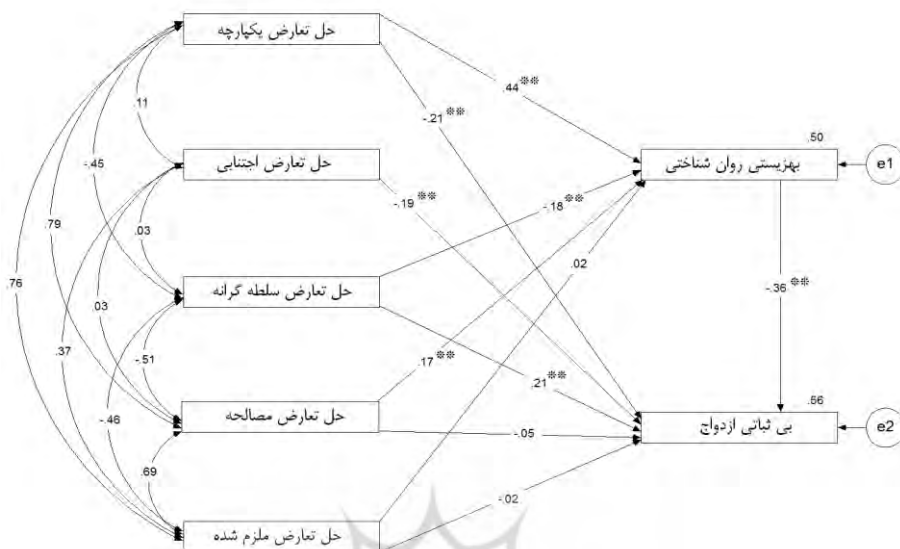 حل تعارض یکپارچه
.44**
.11
-.21**
.50
حل تعارض اجتنابی
بهزیستی روان شناختی
e1
-.45
-.19**
-.18**
.79
.03
.02
.76
حل تعارض سلطه گرانه
-.36**
.03
.37
-.51
.17**
.21**
-.46
.56
حل تعارض مصالحه
بی ثباتی ازدواج
e2
-.05
.69
-.02
حل تعارض ملزم شده